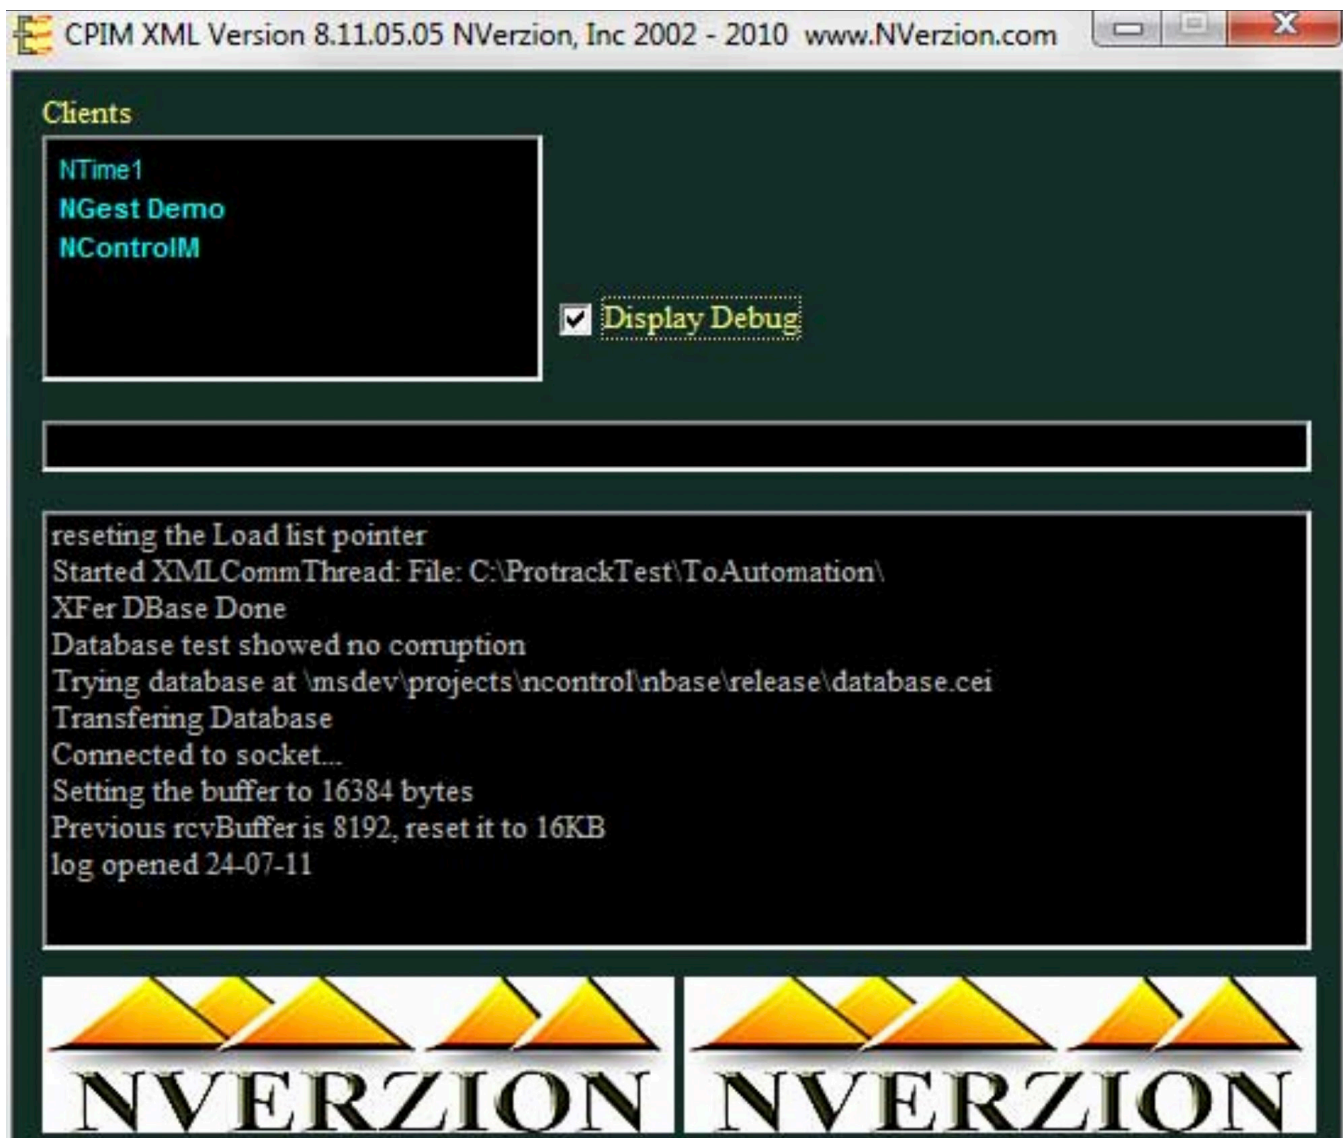 CPIM XML Version 8.11.05.05 NVerzion, Inc 2002 - 2010 www.NVerzion.com
Clients
NTime1
NGest Demo
NControlM
Display Debug
reseting the Load list pointer
Started XMLCommThread: File: C:\ProtrackTest\ToAutomation\
XFer DBase Done
Database test showed no corruption
Trying database at \msdev\projects\ncontrol\nbase\release\database.cei
Transfering Database
Connected to socket...
Setting the buffer to 16384 bytes
Previous rcvBuffer is 8192, reset it to 16KB
log opened 24-07-11
NVERZION NVERZION